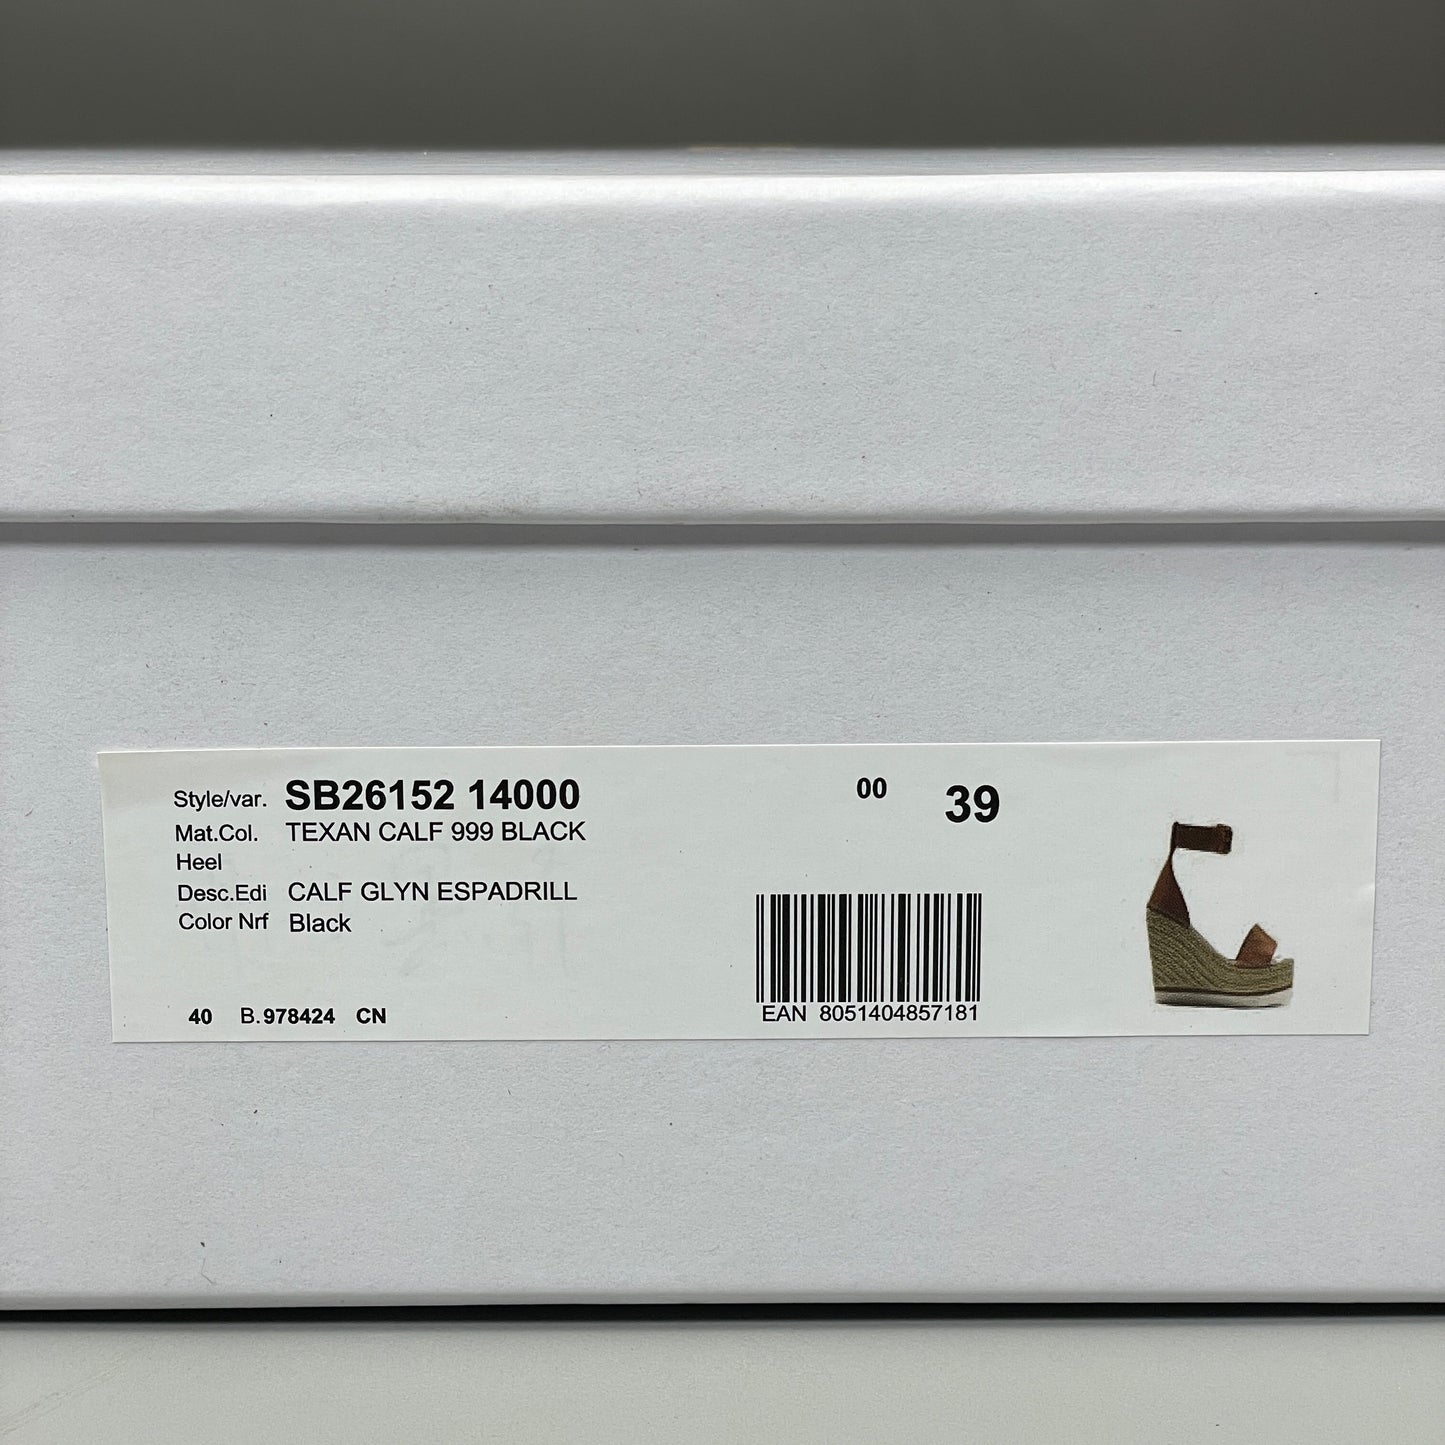 Style/var. SB26152 14000 00 39
Mat.Col. TEXAN CALF 999 BLACK
Heel
Desc.Edi CALF GLYN ESPADRILL
Color Nrf Black
40 B.978424 CN
EAN 8051404857181